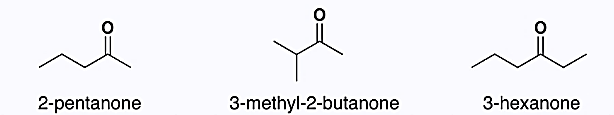 O
O
O
2-pentanone
3-methyl-2-butanone
3-hexanone